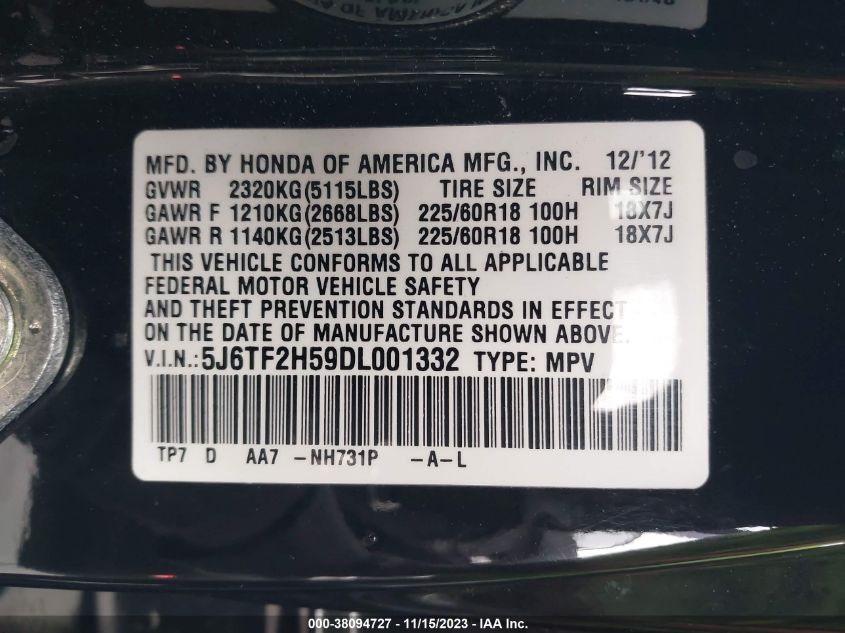 MFD. BY HONDA OF AMERICA MFG., INC. 12/'12
GVWR 2320KG(5115LBS) TIRE SIZE RIM SIZE
GAWR F 1210KG(2668LBS) 225/60R18 100H 18X7J
GAWR R 1140KG(2513LBS) 225/60R18 100H 18X7J
THIS VEHICLE CONFORMS TO ALL APPLICABLE
FEDERAL MOTOR VEHICLE SAFETY
AND THEFT PREVENTION STANDARDS IN EFFECT
ON THE DATE OF MANUFACTURE SHOWN ABOVE.
V.I.N.: 5J6TF2H59DL001332 TYPE: MPV
TP7 D AA7 -NH731P -A-L
000-38094727 - 11/15/2023 - IAA Inc.